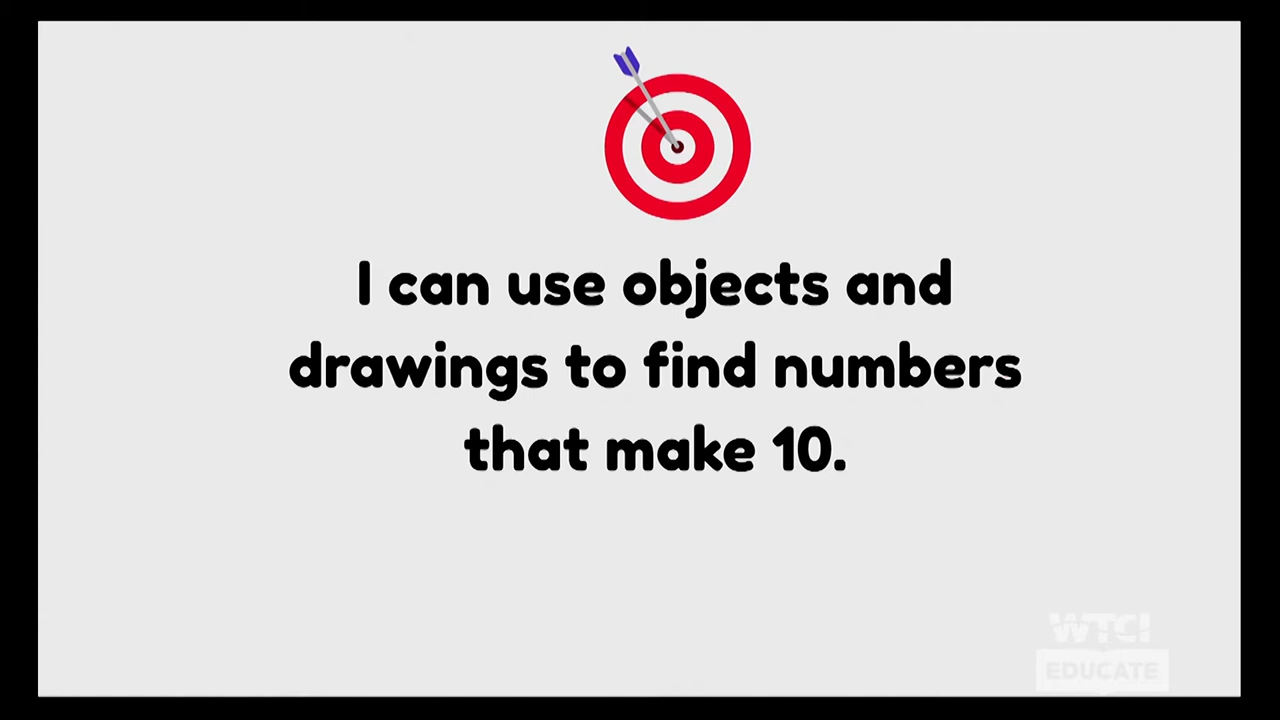 I can use objects and
drawings to find numbers
that make 10.
WTCI
EDUCATE